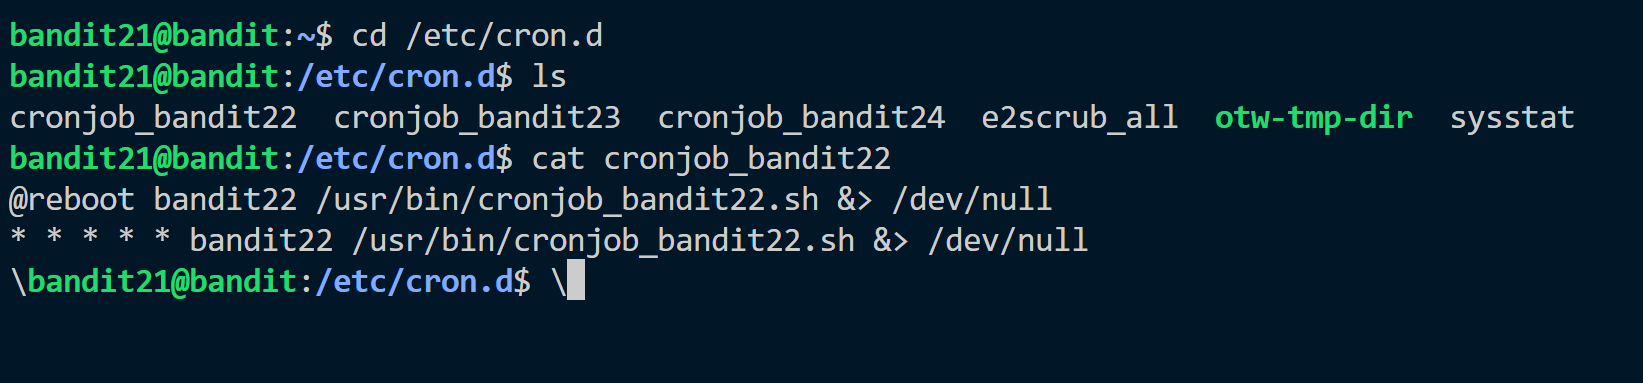 bandit21@bandit:~$ cd /etc/cron.d
bandit21@bandit:/etc/cron.d$ ls
cronjob_bandit22  cronjob_bandit23  cronjob_bandit24  e2scrub_all  otw-tmp-dir  sysstat
bandit21@bandit:/etc/cron.d$ cat cronjob_bandit22
@reboot bandit22 /usr/bin/cronjob_bandit22.sh &> /dev/null
* * * * * bandit22 /usr/bin/cronjob_bandit22.sh &> /dev/null
\bandit21@bandit:/etc/cron.d$ \